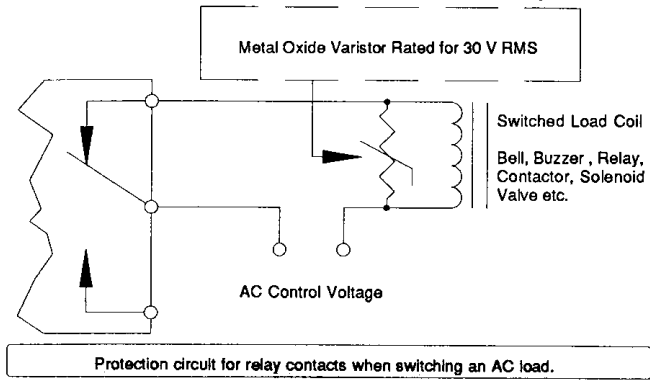 Metal Oxide Varistor Rated for 30 V RMS
Switched Load Coil
Bell, Buzzer , Relay,
Contactor, Solenoid
Valve etc.
AC Control Voltage
Protection circuit for relay contacts when switching an AC load.